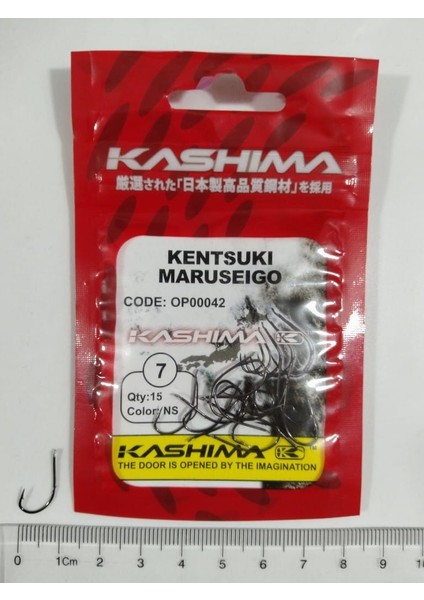 KASHIMA
厳選された「日本製高品質鋼材」を採用
KENTSUKI
MARUSEIGO
CODE: OP00042
KASHIMA K
7
Qty:15
Color:NS
KASHIMA K
THE DOOR IS OPENED BY THE IMAGINATION
0 1Cm 2 3 4 5 6 7 8 9 10